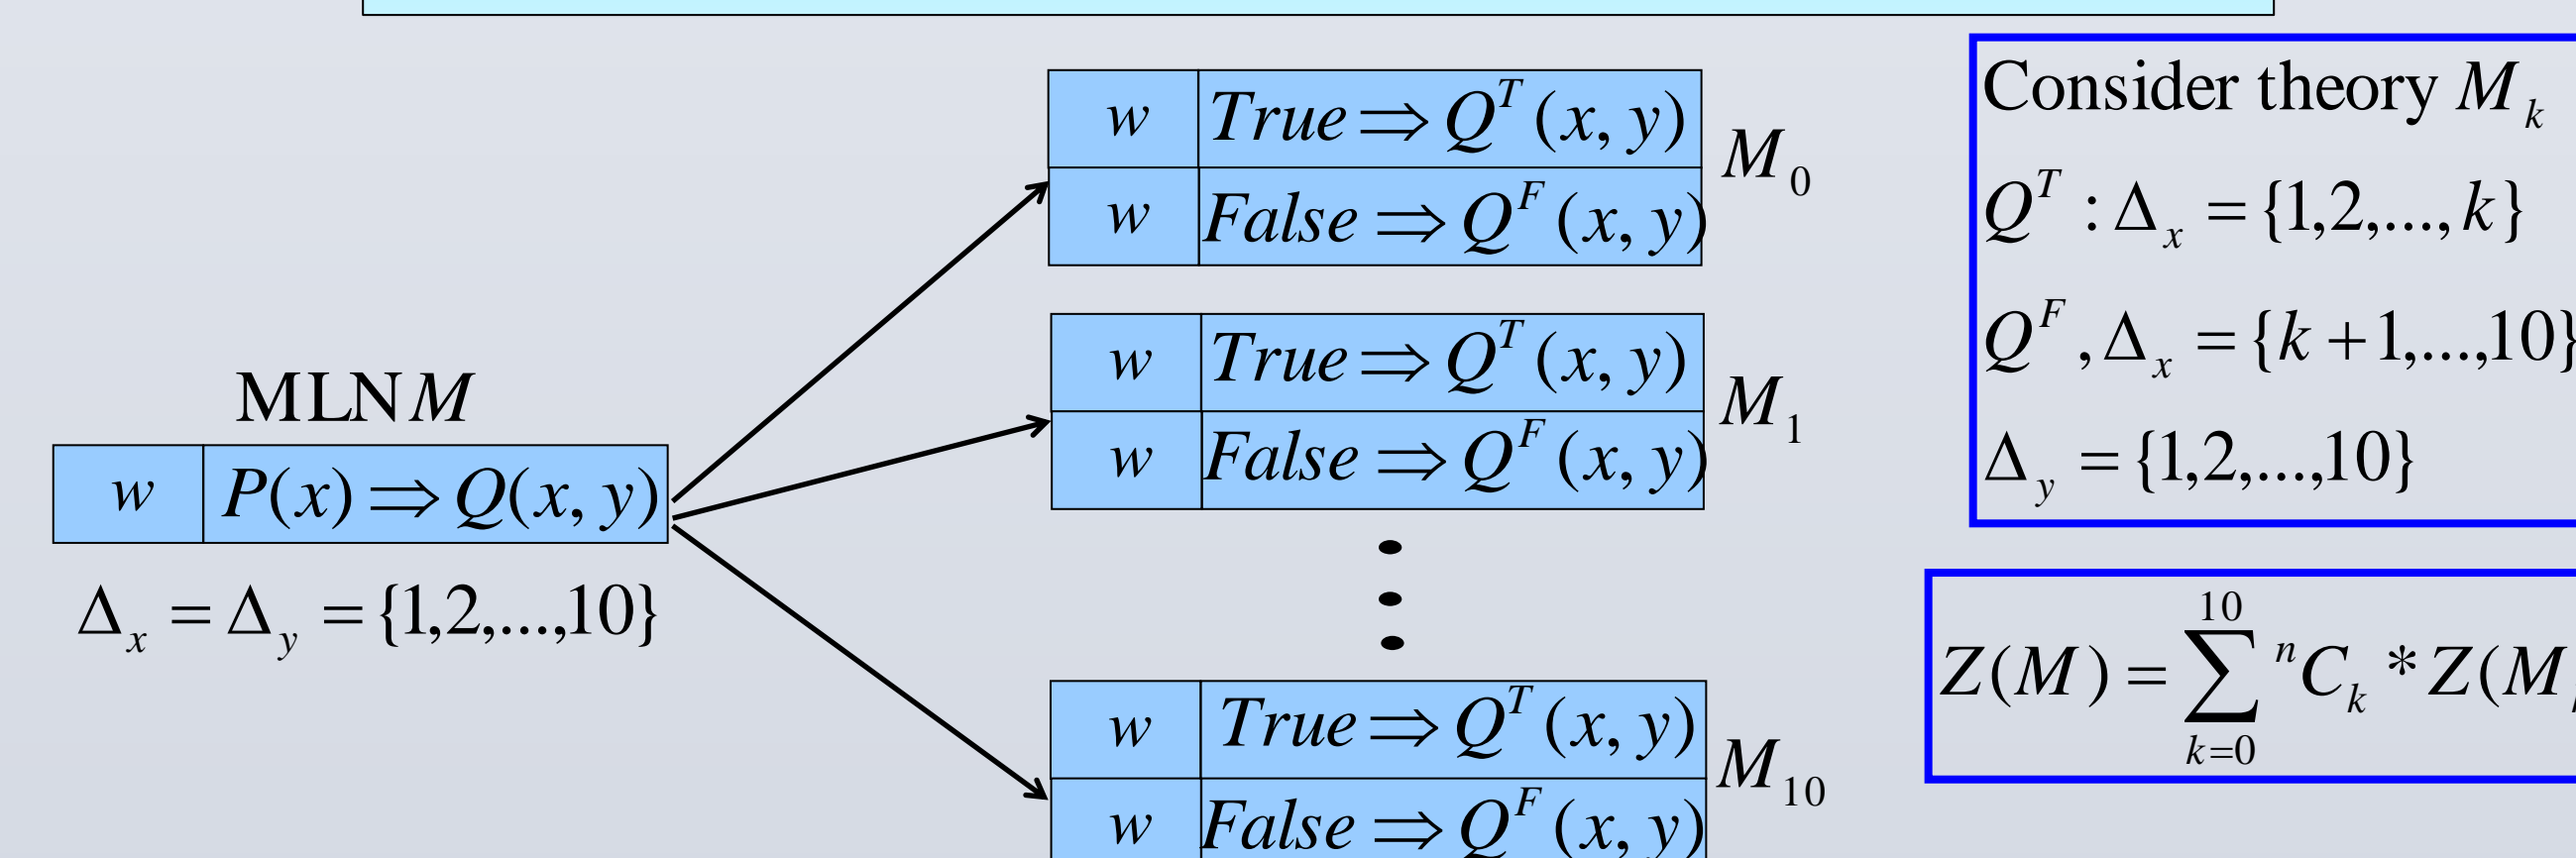 MLN M
w P(x) ⇒ Q(x, y)
Δ_x = Δ_y = {1,2,...,10}
w True ⇒ Q^T (x, y)
w False ⇒ Q^F (x, y)
M_0
w True ⇒ Q^T (x, y)
w False ⇒ Q^F (x, y)
M_1
w True ⇒ Q^T (x, y)
w False ⇒ Q^F (x, y)
M_10
Consider theory M_k
Q^T : Δ_x = {1,2,..., k}
Q^F , Δ_x = {k +1,...,10}
Δ_y = {1,2,...,10}
Z(M) = ∑_{k=0}^{10} ^nC_k * Z(M